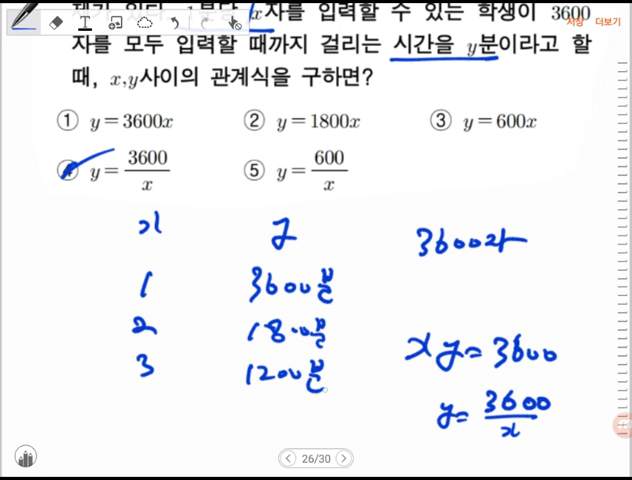 x자를 입력할 수 있는 학생이 3600
저장 더보기
자를 모두 입력할 때까지 걸리는 시간을 y분이라고 할
때, x,y사이의 관계식을 구하면?
① y=3600x ② y=1800x ③ y=600x
④ y=3600/x ⑤ y=600/x
x y 3600자
1 3600분
2 1800분
3 1200분
xy=3600
y=3600/x
26/30